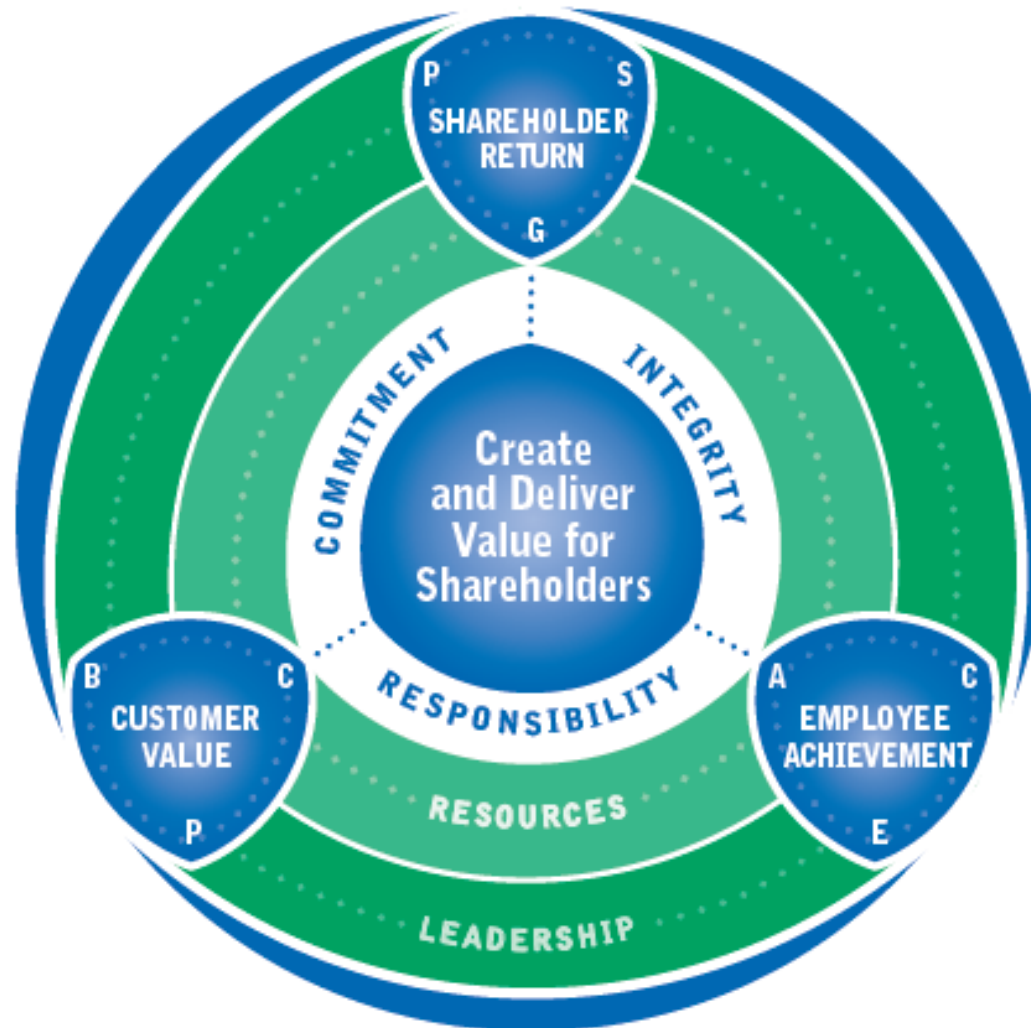 P S
SHAREHOLDER
RETURN
G
COMMITMENT
INTEGRITY
Create
and Deliver
Value for
Shareholders
RESPONSIBILITY
B C
CUSTOMER
VALUE
P
A C
EMPLOYEE
ACHIEVEMENT
E
RESOURCES
LEADERSHIP